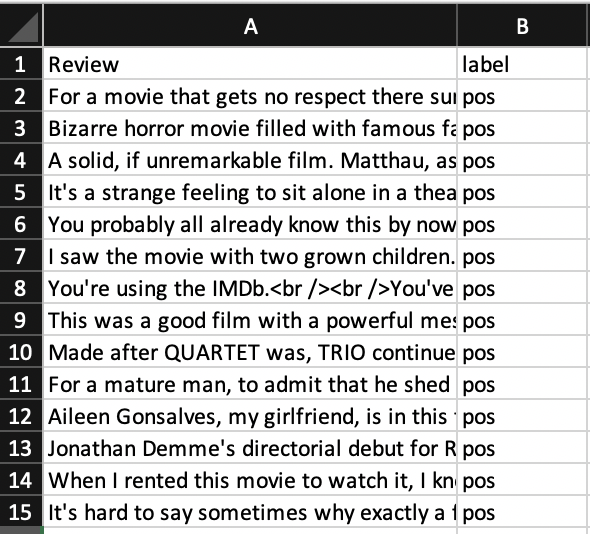 A B
1 Review label
2 For a movie that gets no respect there pos
3 Bizarre horror movie filled with famous pos
4 A solid, if unremarkable film. Matthau, as pos
5 It's a strange feeling to sit alone in a pos
6 You probably all already know this by now pos
7 I saw the movie with two grown children. pos
8 You're using the IMDb.<br /><br />You've pos
9 This was a good film with a powerful pos
10 Made after QUARTET was, TRIO continue pos
11 For a mature man, to admit that he shed pos
12 Aileen Gonsalves, my girlfriend, is in this pos
13 Jonathan Demme's directorial debut for R pos
14 When I rented this movie to watch it, I pos
15 It's hard to say sometimes why exactly a pos